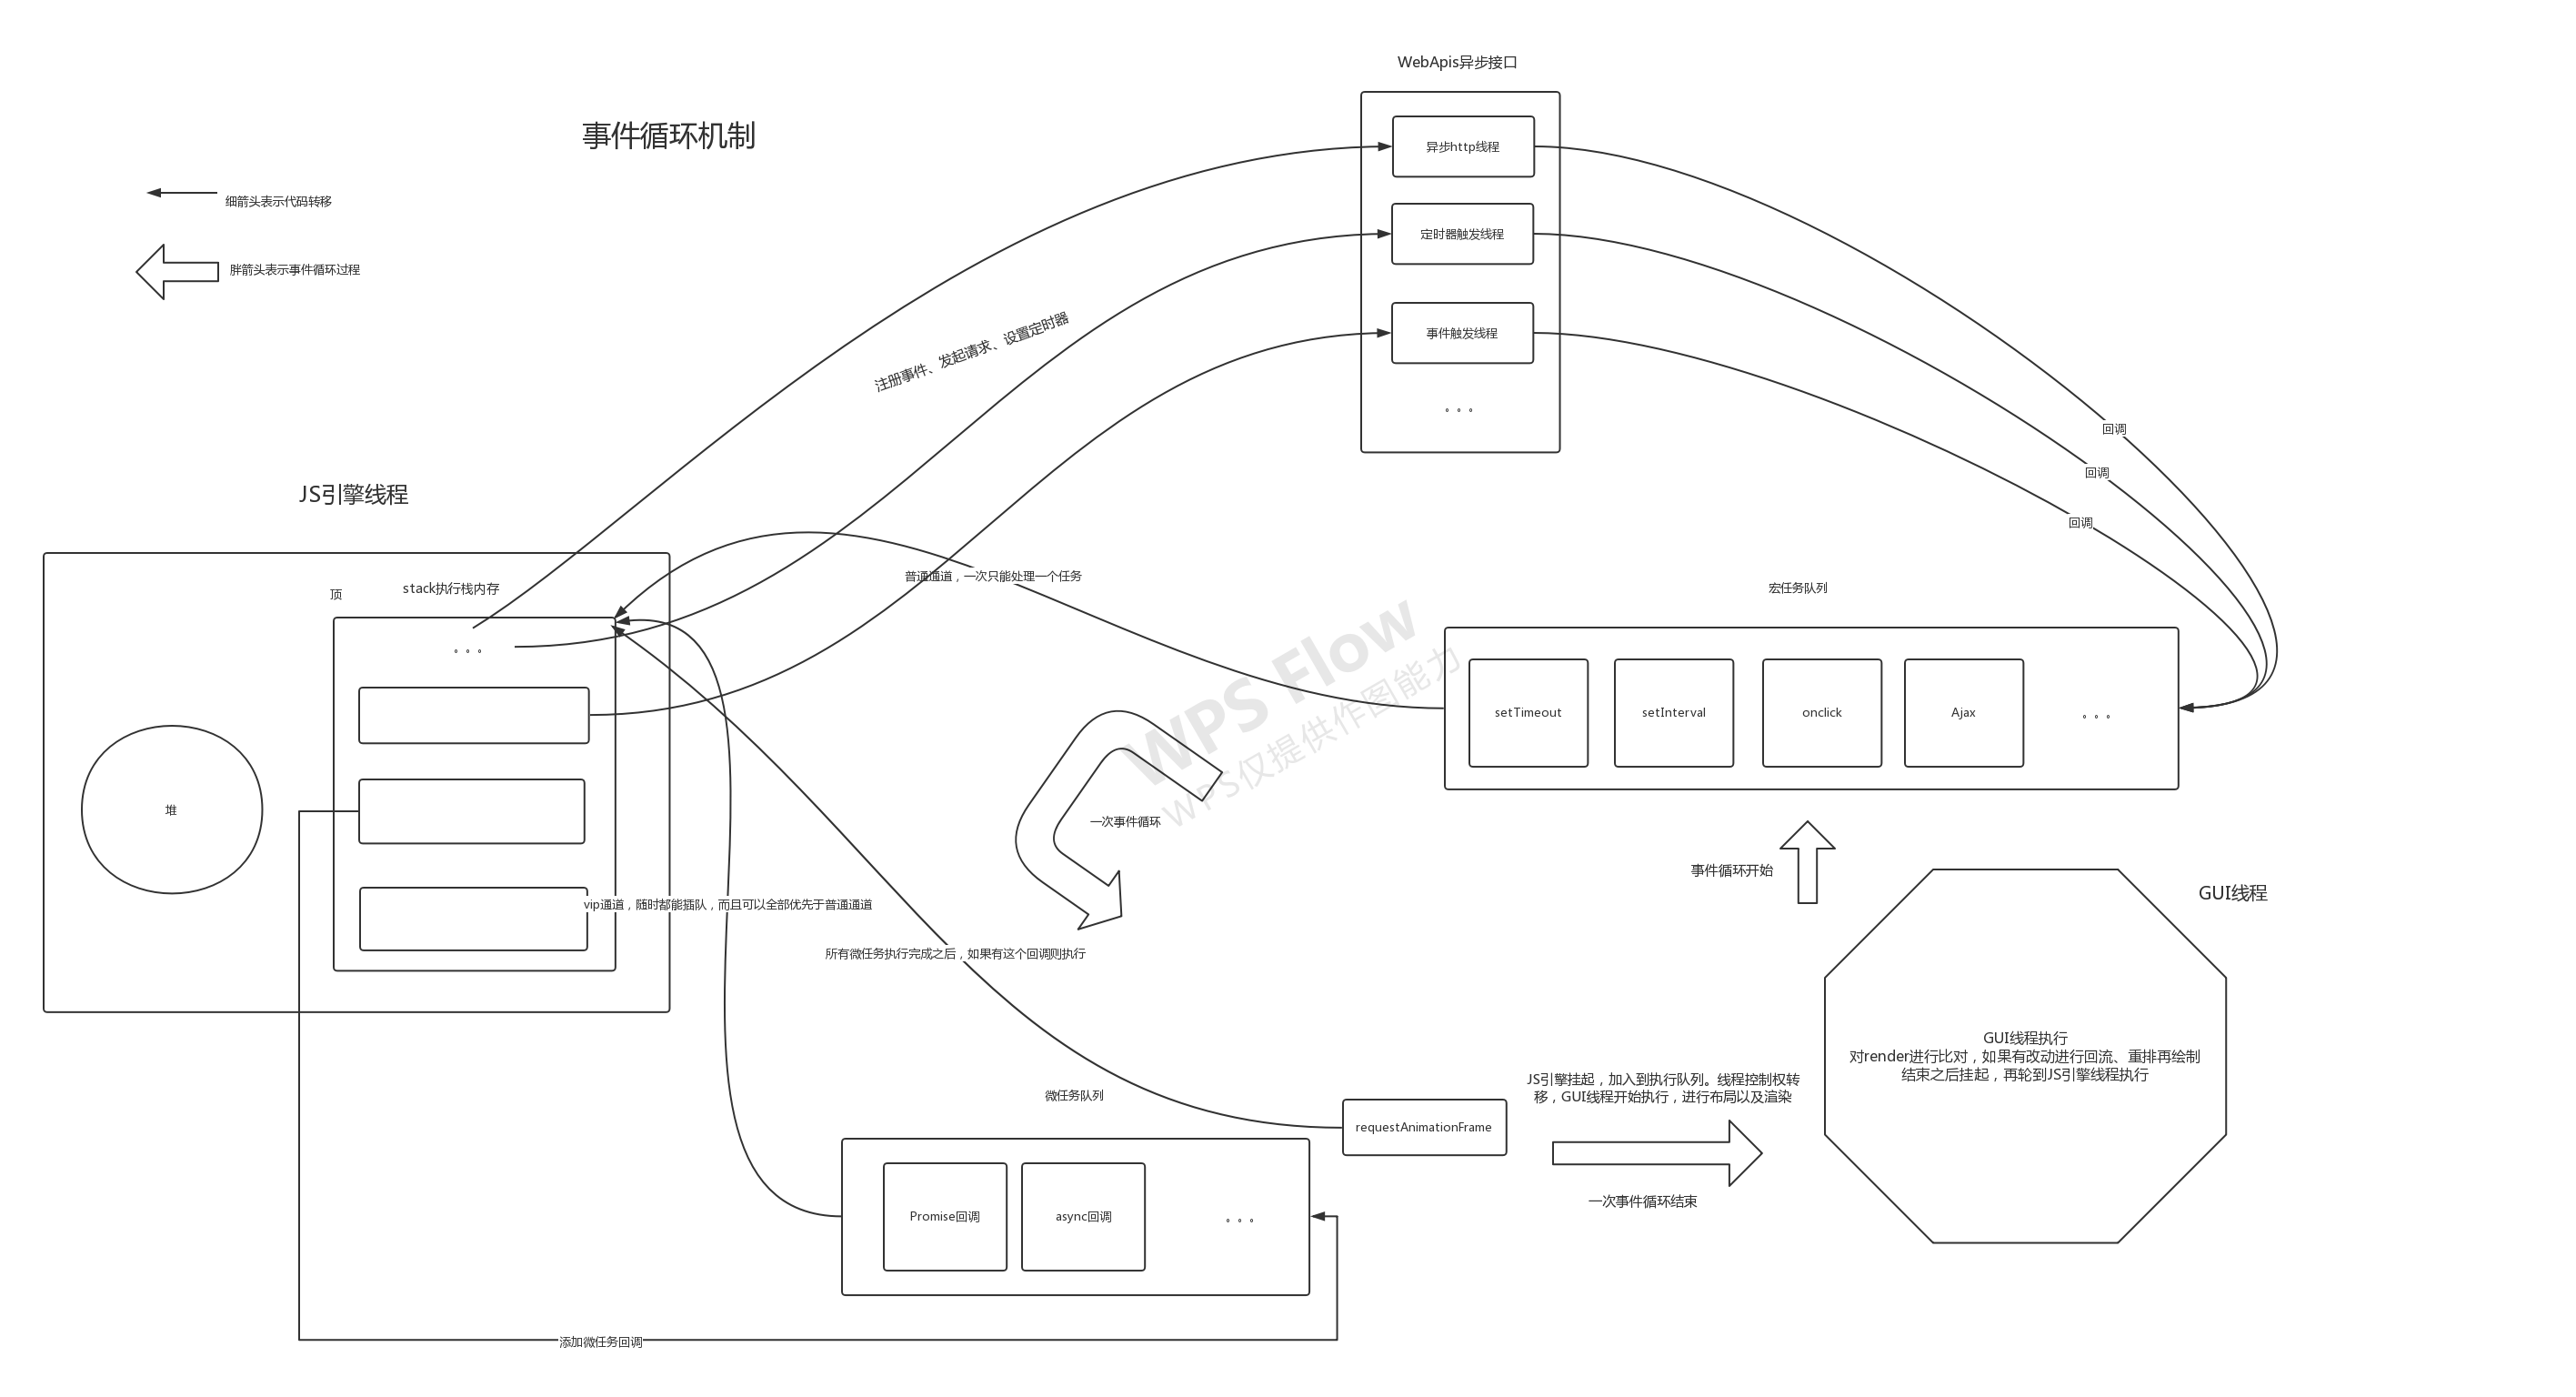 WebApis异步接口
事件循环机制
异步http线程
细箭头表示代码转移
定时器触发线程
胖箭头表示事件循环过程
事件触发线程
注册事件、发起请求、设置定时器
。。。
回调
回调
回调
JS引擎线程
stack执行栈内存
顶
普通通道，一次只能处理一个任务
宏任务队列
。。。
setTimeout
setInterval
onclick
Ajax
。。。
WPS Flow
WPS仅提供作图能力
堆
一次事件循环
事件循环开始
GUI线程
vip通道，随时都能插队，而且可以全部优先于普通通道
所有微任务执行完成之后，如果有这个回调则执行
GUI线程执行
对render进行比对，如果有改动进行回流、重排再绘制
结束之后挂起，再轮到JS引擎线程执行
JS引擎挂起，加入到执行队列。线程控制权转
移，GUI线程开始执行，进行布局以及渲染
微任务队列
requestAnimationFrame
一次事件循环结束
Promise回调
async回调
。。。
添加微任务回调